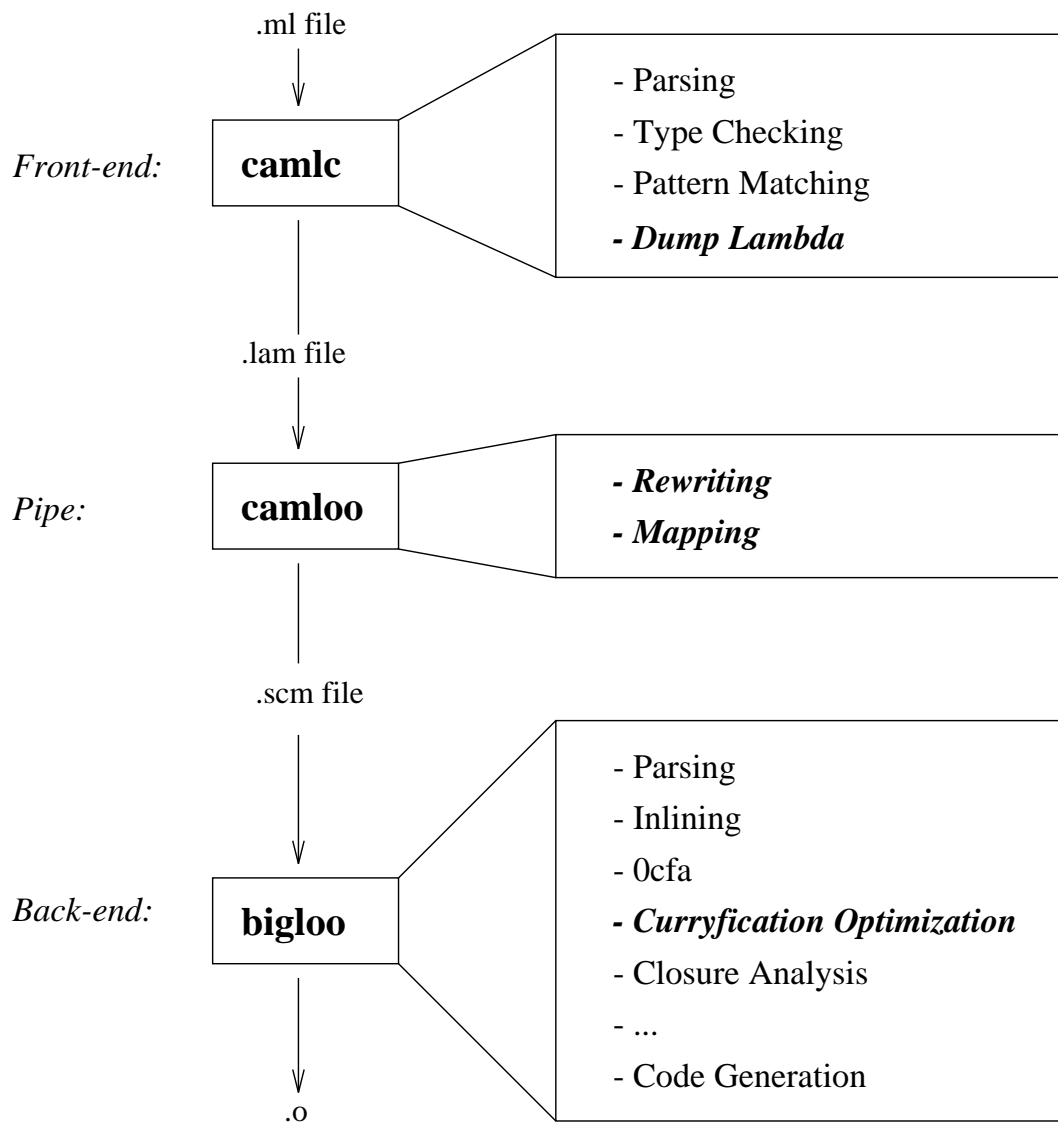 .ml file
Front-end:
camlc
- Parsing
- Type Checking
- Pattern Matching
- Dump Lambda
.lam file
Pipe:
camloo
- Rewriting
- Mapping
.scm file
Back-end:
bigloo
- Parsing
- Inlining
- 0cfa
- Curryfication Optimization
- Closure Analysis
- ...
- Code Generation
.o